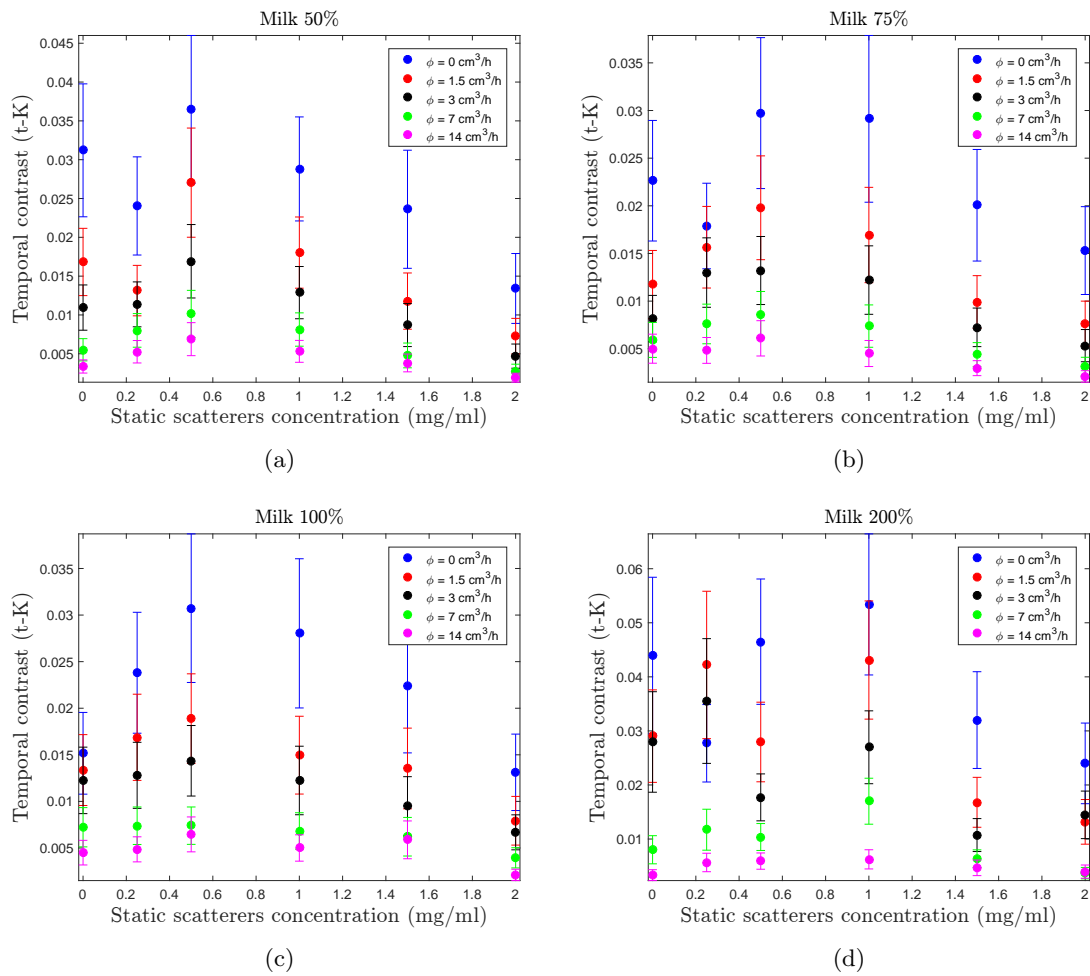 Milk 50%
Temporal contrast (t-K)
0.045
0.04
0.035
0.03
0.025
0.02
0.015
0.01
0.005
ϕ = 0 cm³/h
ϕ = 1.5 cm³/h
ϕ = 3 cm³/h
ϕ = 7 cm³/h
ϕ = 14 cm³/h
0 0.2 0.4 0.6 0.8 1 1.2 1.4 1.6 1.8 2
Static scatterers concentration (mg/ml)
(a)
Milk 75%
Temporal contrast (t-K)
0.035
0.03
0.025
0.02
0.015
0.01
0.005
ϕ = 0 cm³/h
ϕ = 1.5 cm³/h
ϕ = 3 cm³/h
ϕ = 7 cm³/h
ϕ = 14 cm³/h
0 0.2 0.4 0.6 0.8 1 1.2 1.4 1.6 1.8 2
Static scatterers concentration (mg/ml)
(b)
Milk 100%
Temporal contrast (t-K)
0.035
0.03
0.025
0.02
0.015
0.01
0.005
ϕ = 0 cm³/h
ϕ = 1.5 cm³/h
ϕ = 3 cm³/h
ϕ = 7 cm³/h
ϕ = 14 cm³/h
0 0.2 0.4 0.6 0.8 1 1.2 1.4 1.6 1.8 2
Static scatterers concentration (mg/ml)
(c)
Milk 200%
Temporal contrast (t-K)
0.06
0.05
0.04
0.03
0.02
0.01
ϕ = 0 cm³/h
ϕ = 1.5 cm³/h
ϕ = 3 cm³/h
ϕ = 7 cm³/h
ϕ = 14 cm³/h
0 0.2 0.4 0.6 0.8 1 1.2 1.4 1.6 1.8 2
Static scatterers concentration (mg/ml)
(d)